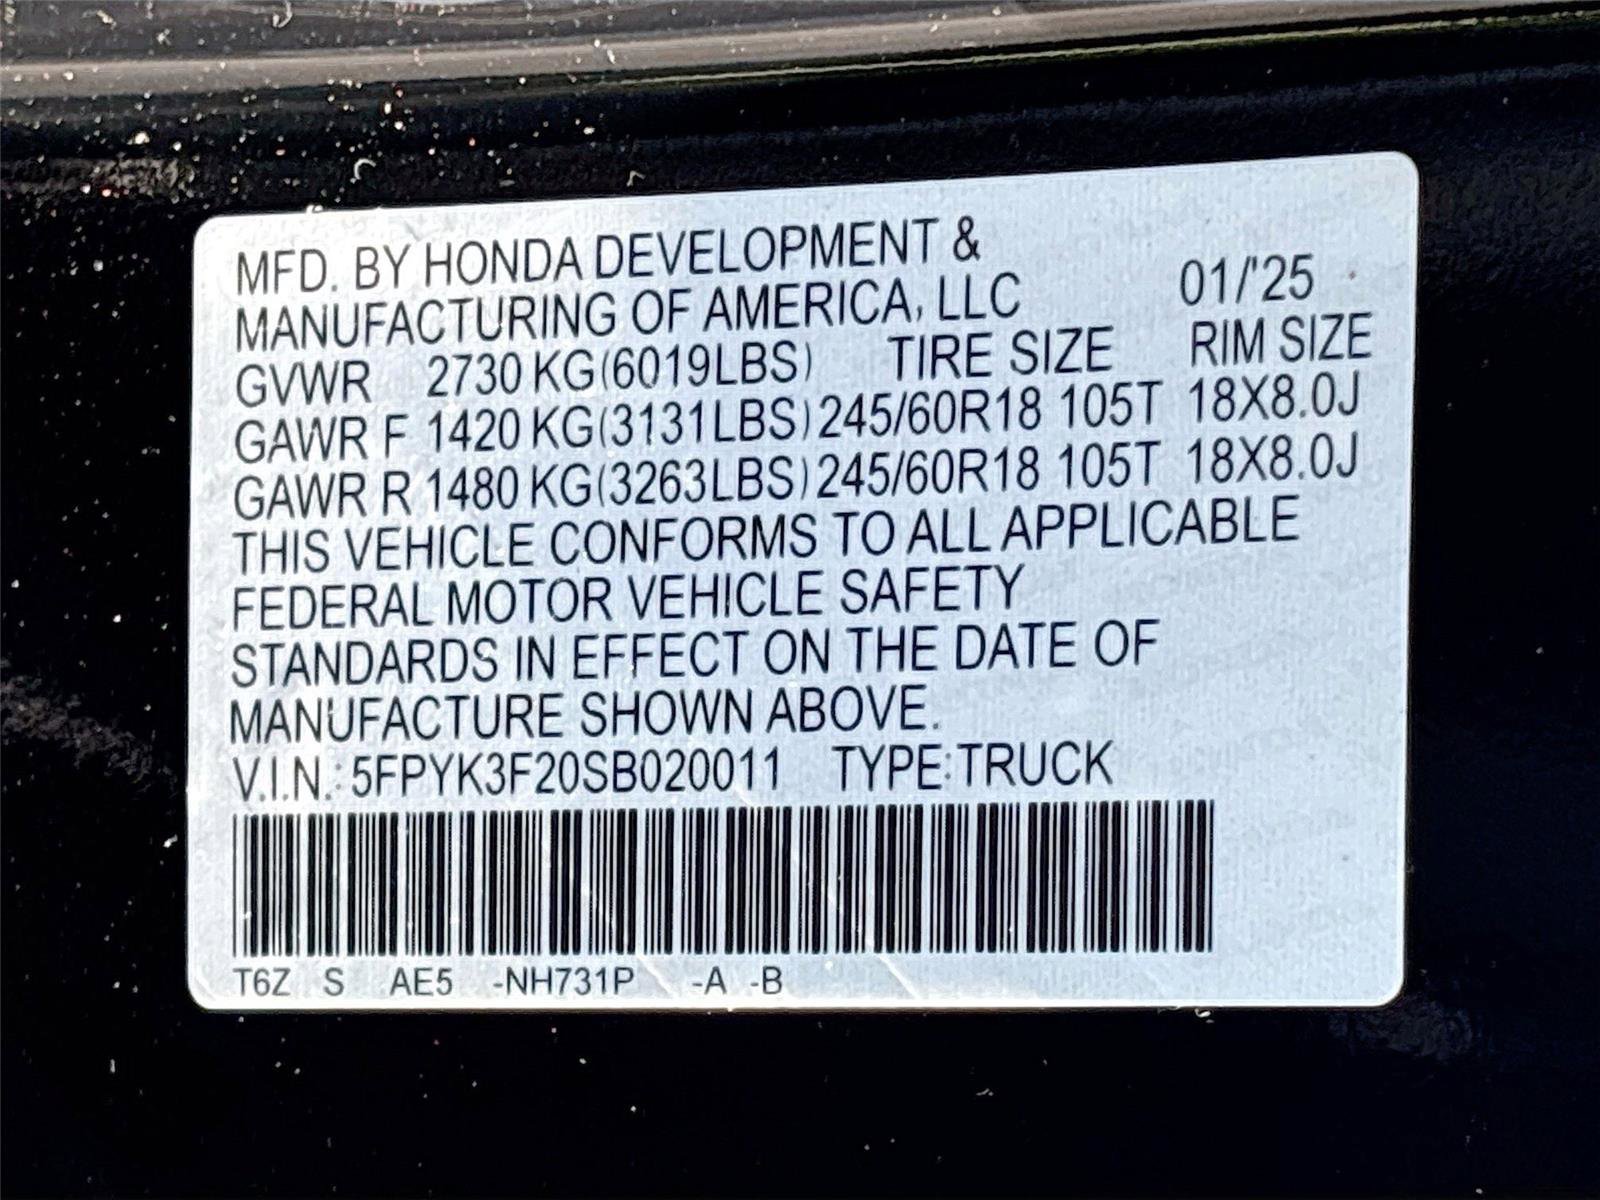 MFD. BY HONDA DEVELOPMENT &
MANUFACTURING OF AMERICA, LLC 01/'25
GVWR 2730 KG(6019LBS) TIRE SIZE RIM SIZE
GAWR F 1420 KG(3131LBS) 245/60R18 105T 18X8.0J
GAWR R 1480 KG(3263LBS) 245/60R18 105T 18X8.0J
THIS VEHICLE CONFORMS TO ALL APPLICABLE
FEDERAL MOTOR VEHICLE SAFETY
STANDARDS IN EFFECT ON THE DATE OF
MANUFACTURE SHOWN ABOVE.
V.I.N.: 5FPYK3F20SB020011 TYPE:TRUCK
T6Z S AE5 -NH731P -A -B